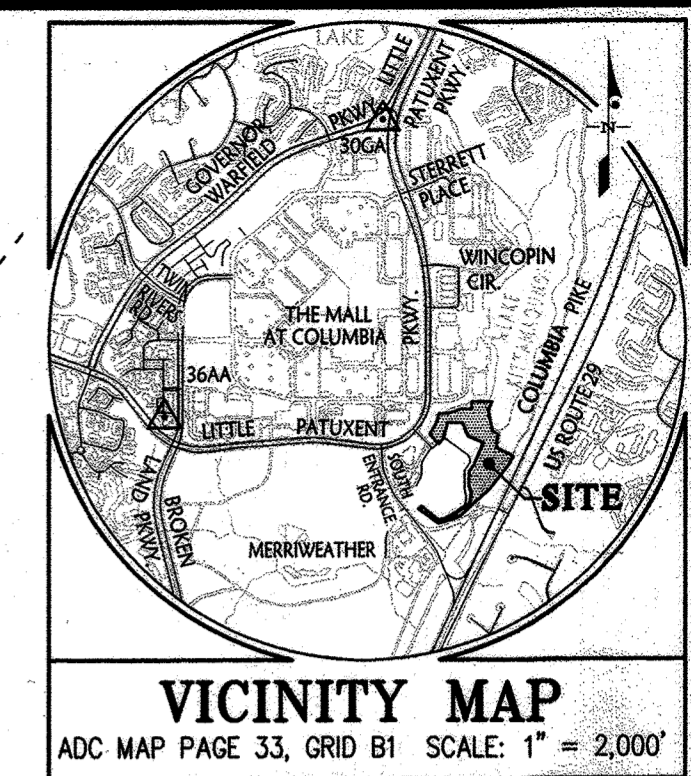 LAKE
LITTLE
PATUXENT
PKWY.
PKWY.
30GA
GOVERNOR
WARFIELD
STERRETT
PLACE
N
WINCOPIN
CIR.
TWIN
RIVERS
RD.
THE MALL
AT COLUMBIA
PKWY.
LAKE
KITTAMAQUNDI
COLUMBIA PIKE
US ROUTE 29
36AA
LITTLE PATUXENT
SOUTH
ENTRANCE
RD.
SITE
BROKEN
LAND PKWY.
MERRIWEATHER
VICINITY MAP
ADC MAP PAGE 33, GRID B1 SCALE: 1" = 2,000'